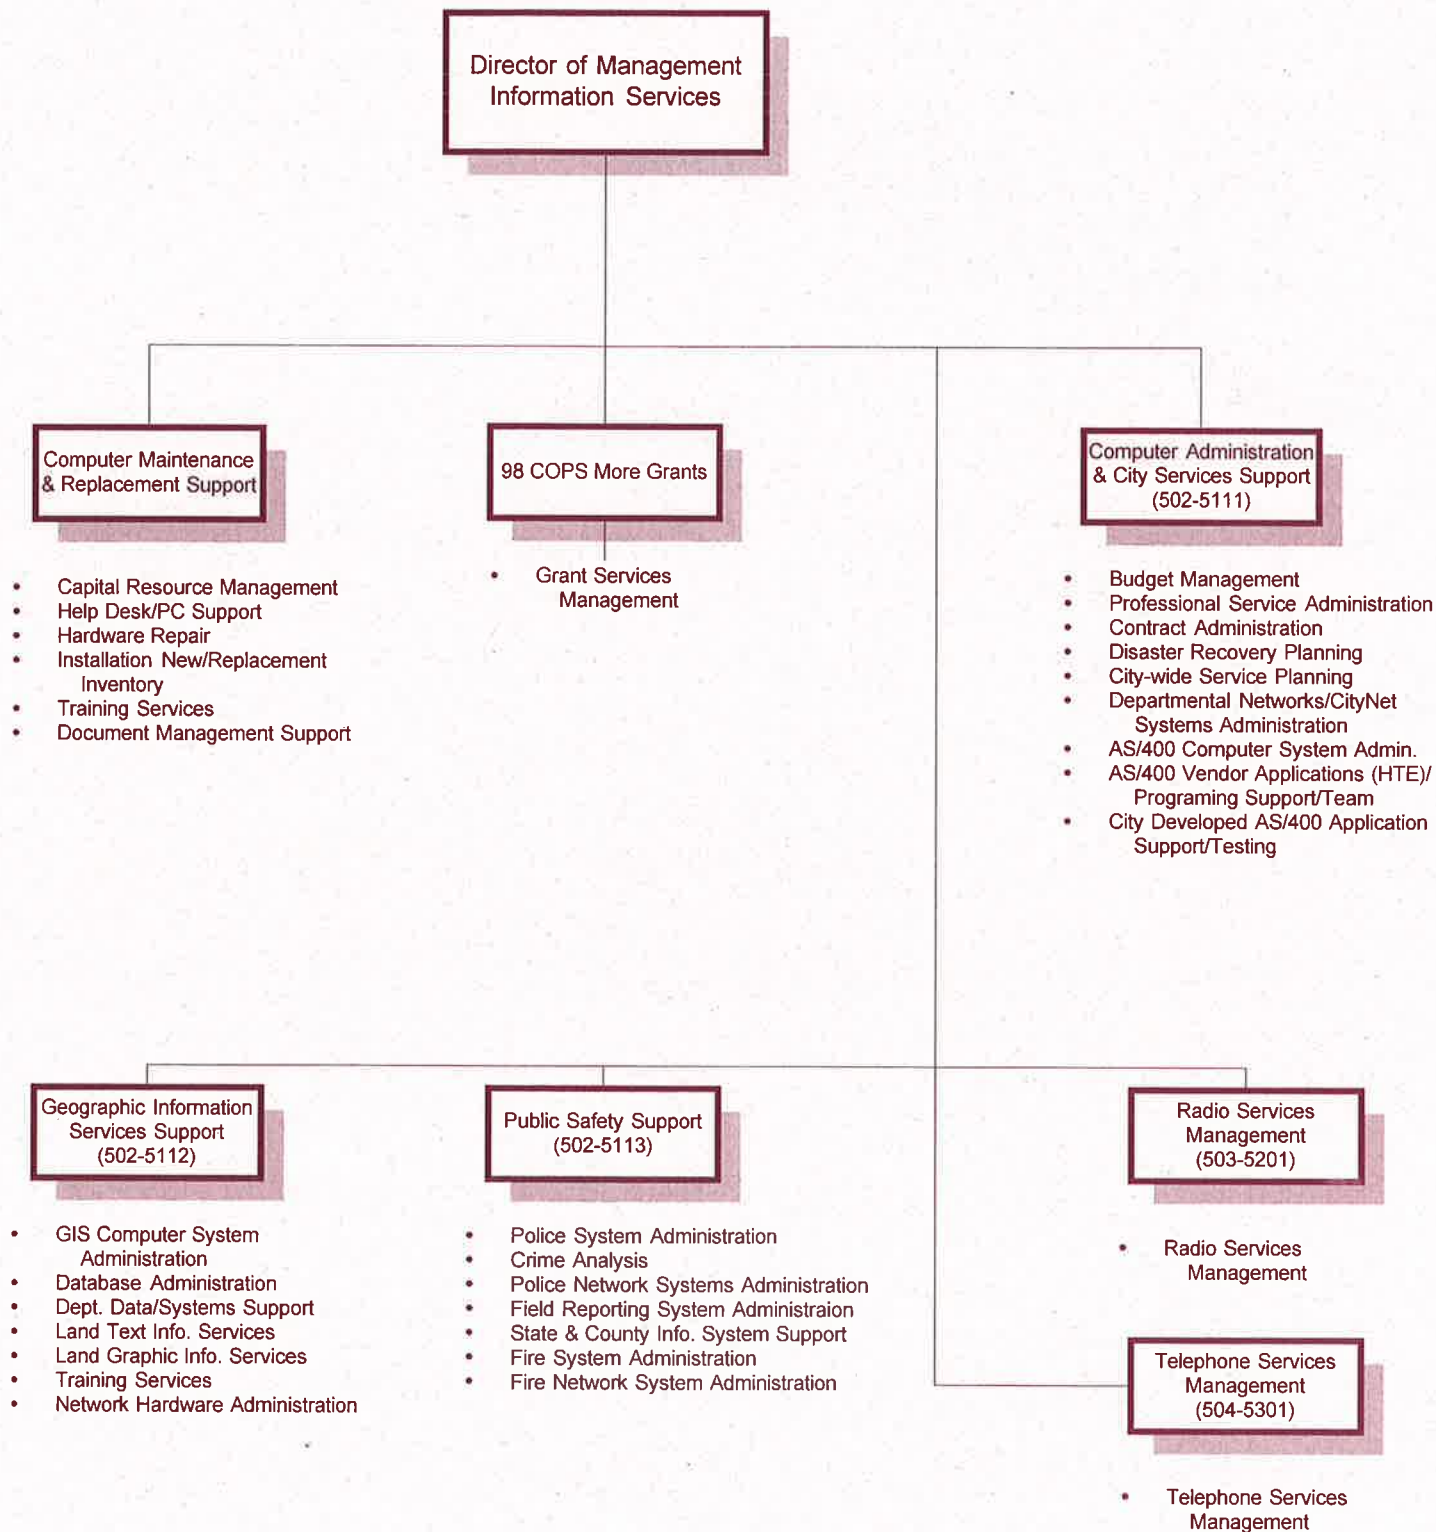 Director of Management
Information Services
Computer Maintenance
& Replacement Support
98 COPS More Grants
Computer Administration
& City Services Support
(502-5111)
• Capital Resource Management
• Help Desk/PC Support
• Hardware Repair
• Installation New/Replacement
Inventory
• Training Services
• Document Management Support
• Grant Services
Management
• Budget Management
• Professional Service Administration
• Contract Administration
• Disaster Recovery Planning
• City-wide Service Planning
• Departmental Networks/CityNet
Systems Administration
• AS/400 Computer System Admin.
• AS/400 Vendor Applications (HTE)/
Programing Support/Team
• City Developed AS/400 Application
Support/Testing
Geographic Information
Services Support
(502-5112)
Public Safety Support
(502-5113)
Radio Services
Management
(503-5201)
• GIS Computer System
Administration
• Database Administration
• Dept. Data/Systems Support
• Land Text Info. Services
• Land Graphic Info. Services
• Training Services
• Network Hardware Administration
• Police System Administration
• Crime Analysis
• Police Network Systems Administration
• Field Reporting System Administraion
• State & County Info. System Support
• Fire System Administration
• Fire Network System Administration
• Radio Services
Management
Telephone Services
Management
(504-5301)
• Telephone Services
Management